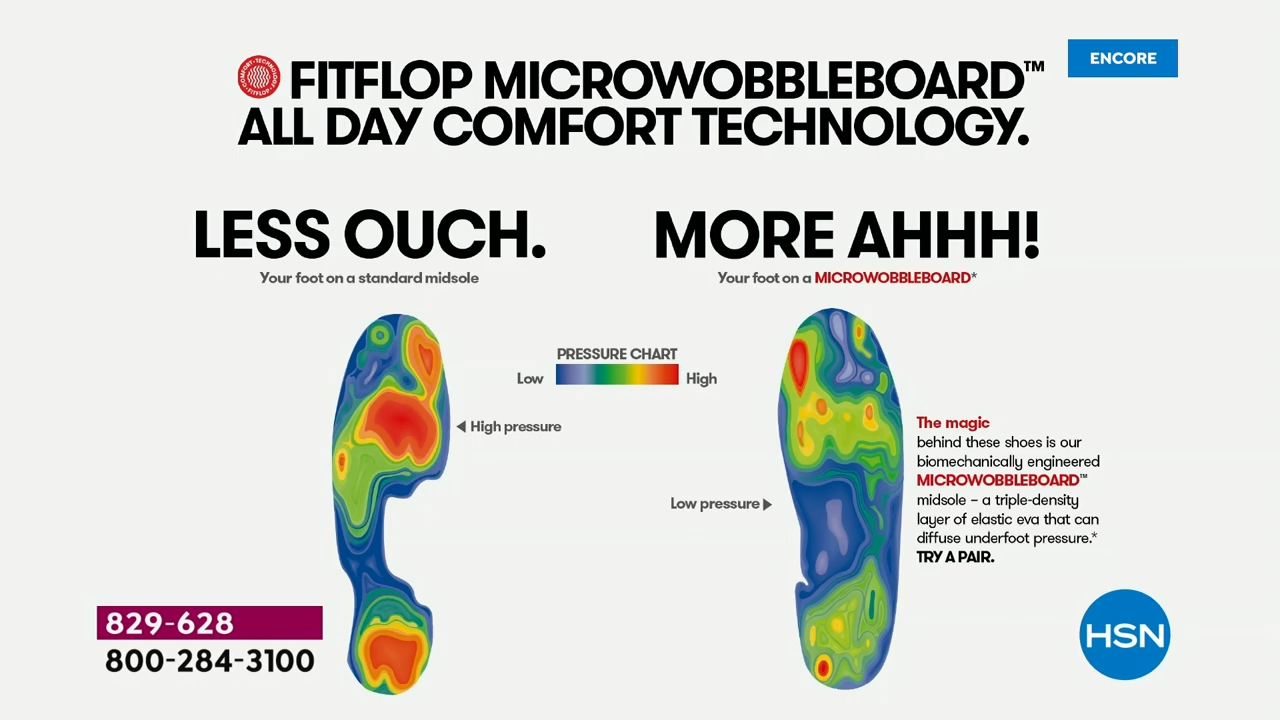 ENCORE
FITFLOP MICROWOBBLEBOARD™
ALL DAY COMFORT TECHNOLOGY.
LESS OUCH.
Your foot on a standard midsole
MORE AHHH!
Your foot on a MICROWOBBLEBOARD*
PRESSURE CHART
Low
High
High pressure
Low pressure
The magic
behind these shoes is our
biomechanically engineered
MICROWOBBLEBOARD™
midsole – a triple-density
layer of elastic eva that can
diffuse underfoot pressure.*
TRY A PAIR.
829-628
800-284-3100
HSN